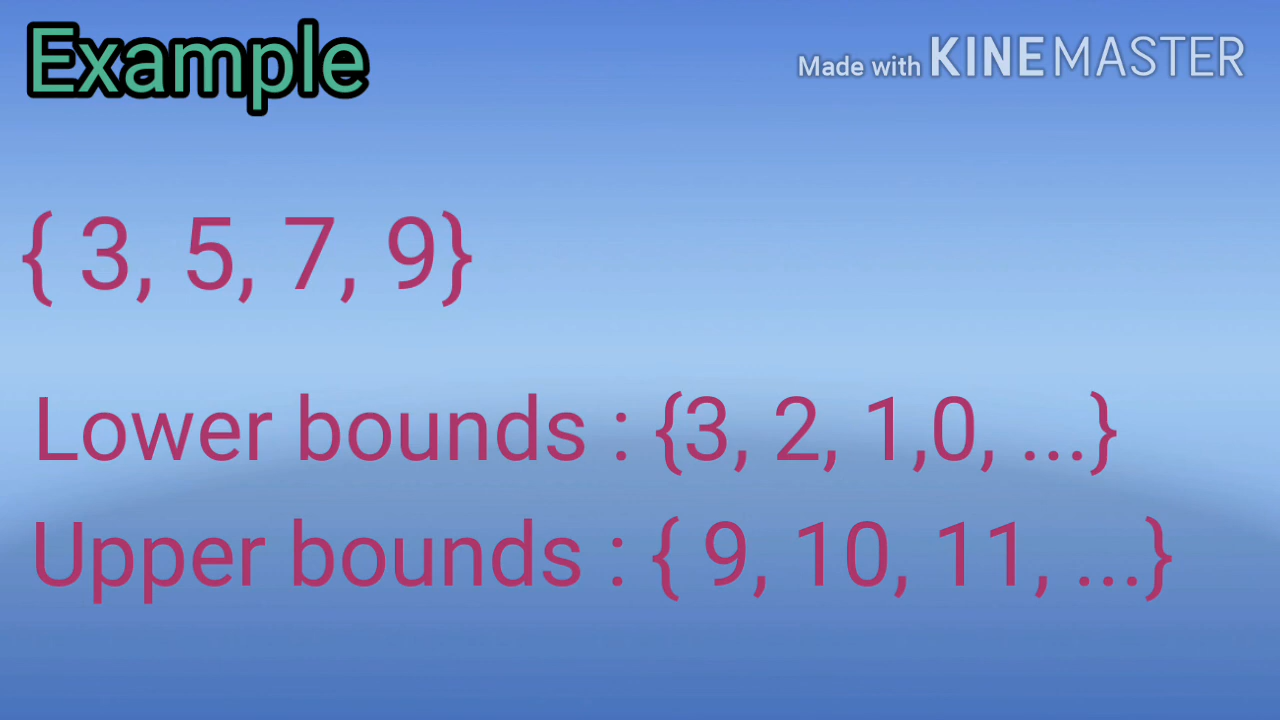 Example
Made with KINEMASTER
{ 3, 5, 7, 9}
Lower bounds : {3, 2, 1,0, ...}
Upper bounds : { 9, 10, 11, ...}